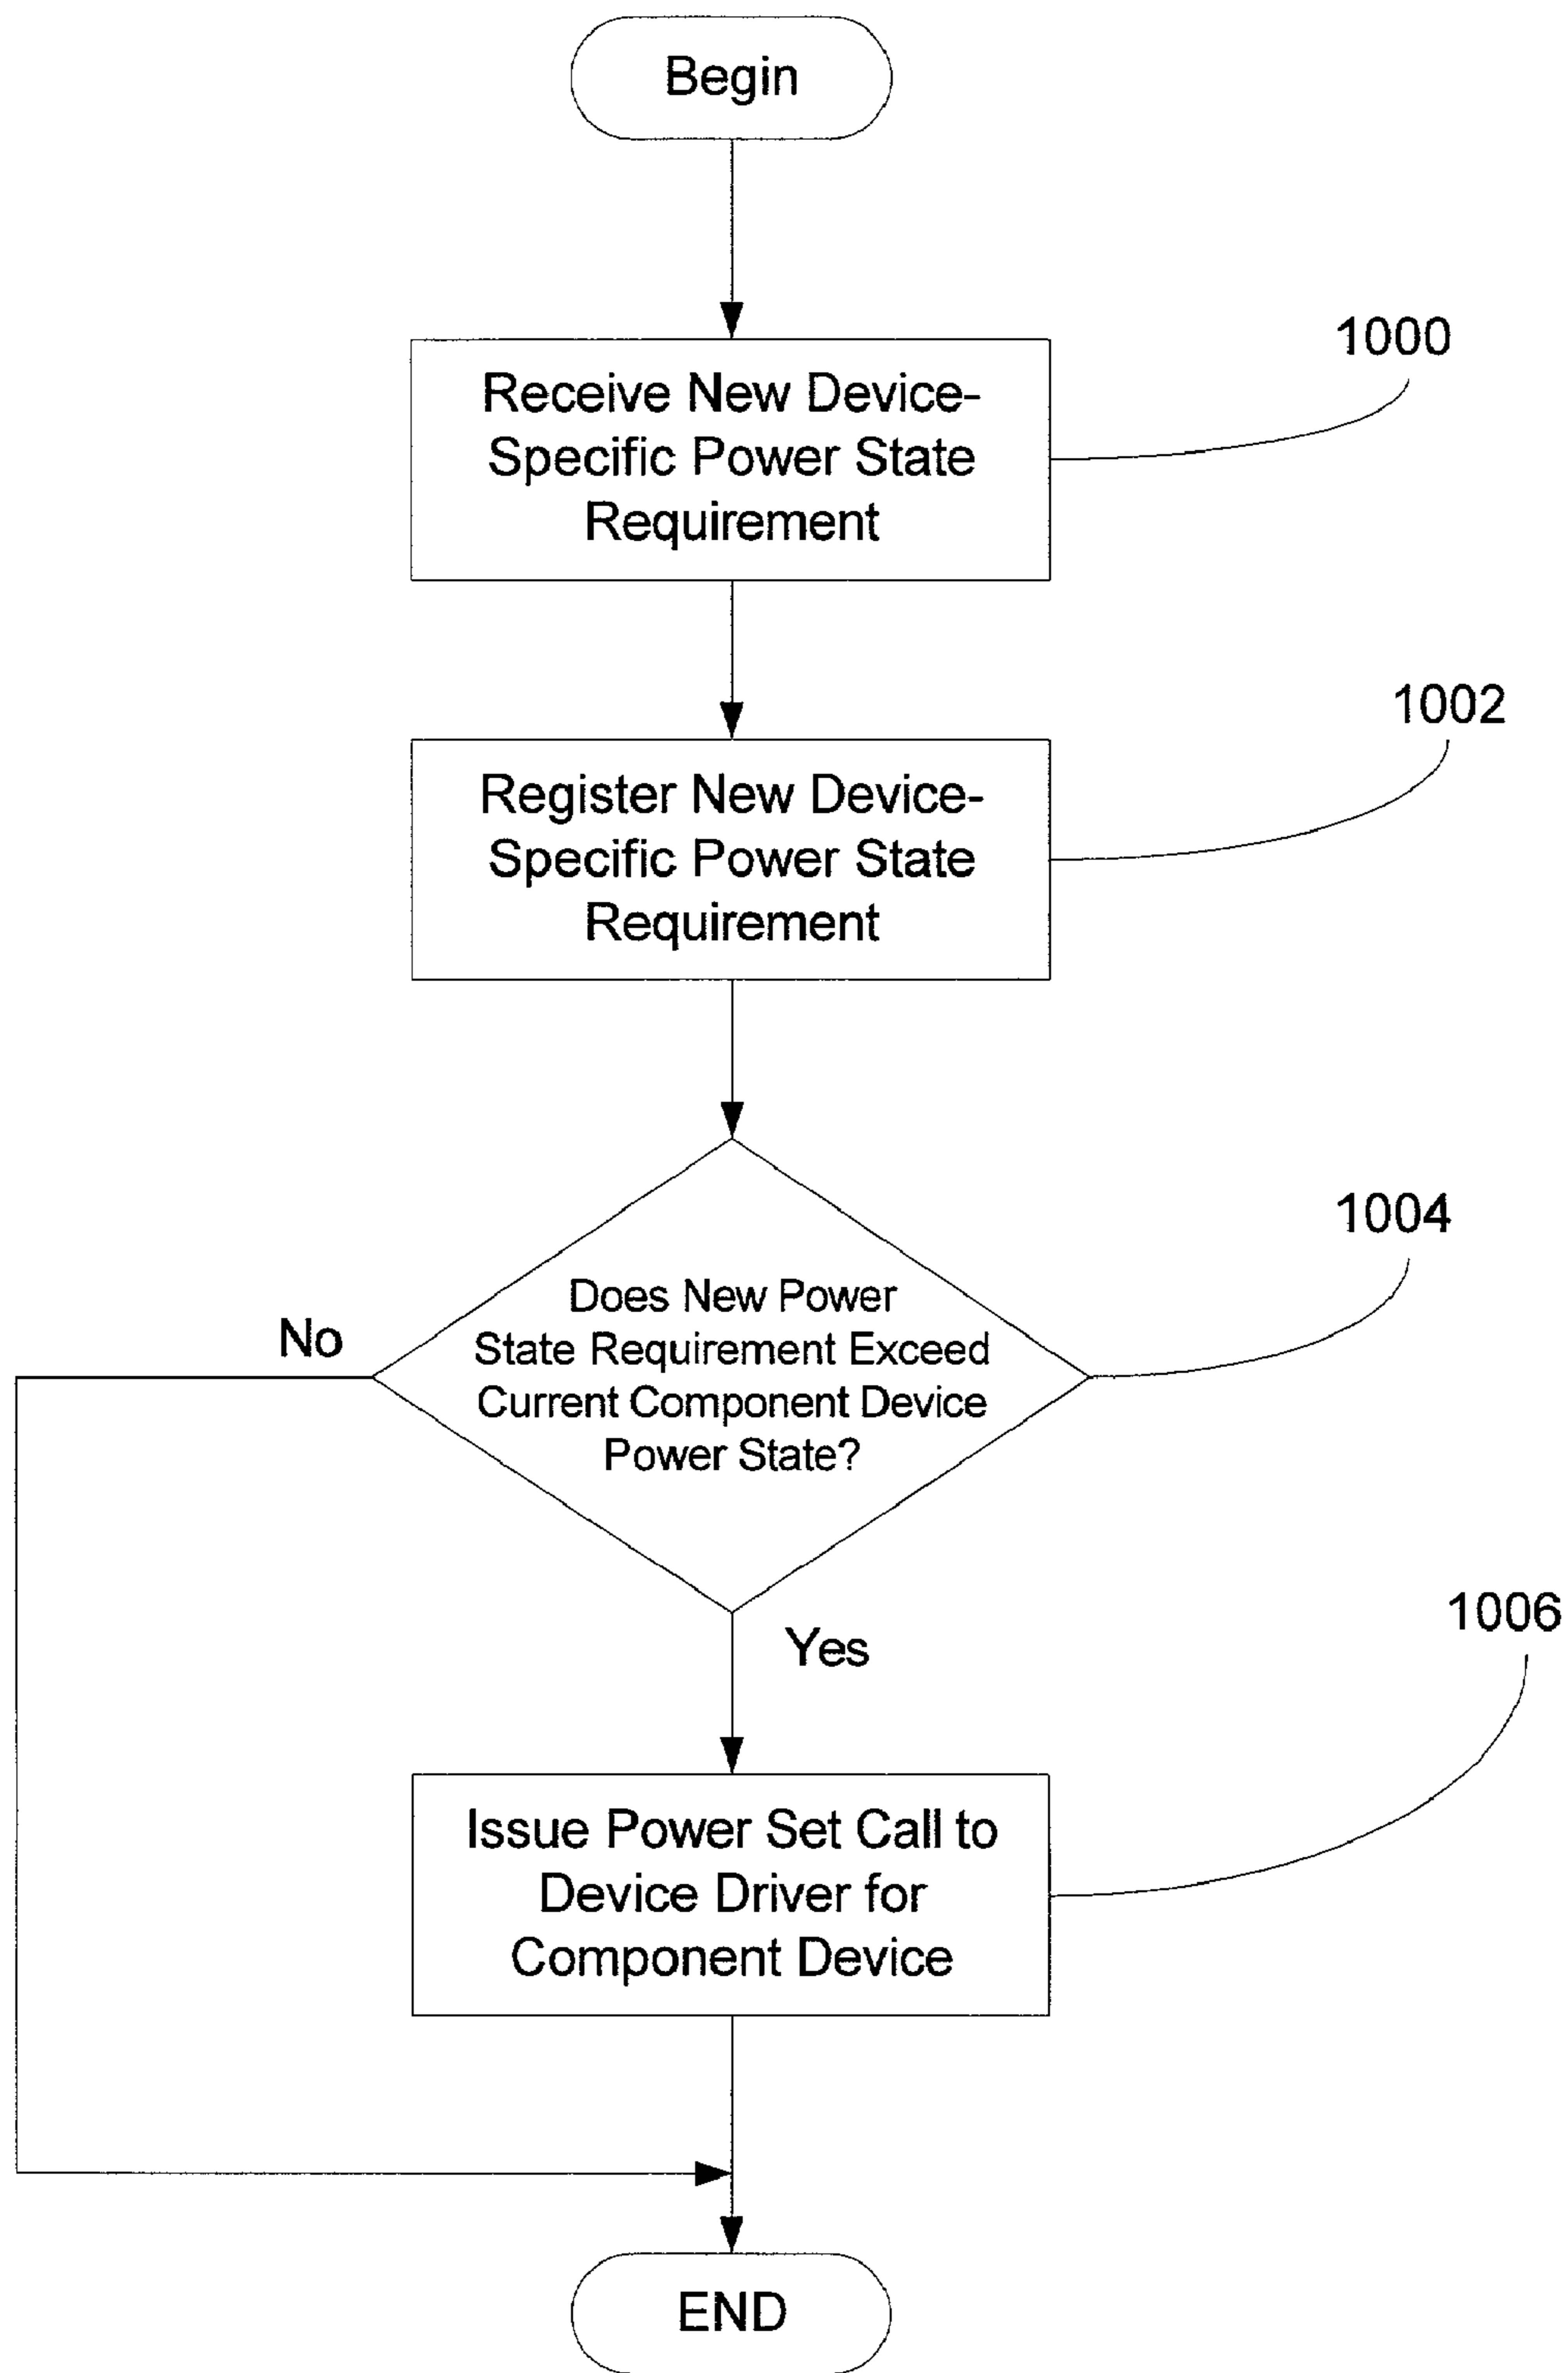 Begin
Receive New Device-
Specific Power State
Requirement
1000
Register New Device-
Specific Power State
Requirement
1002
Does New Power
State Requirement Exceed
Current Component Device
Power State?
1004
No
Yes
Issue Power Set Call to
Device Driver for
Component Device
1006
END